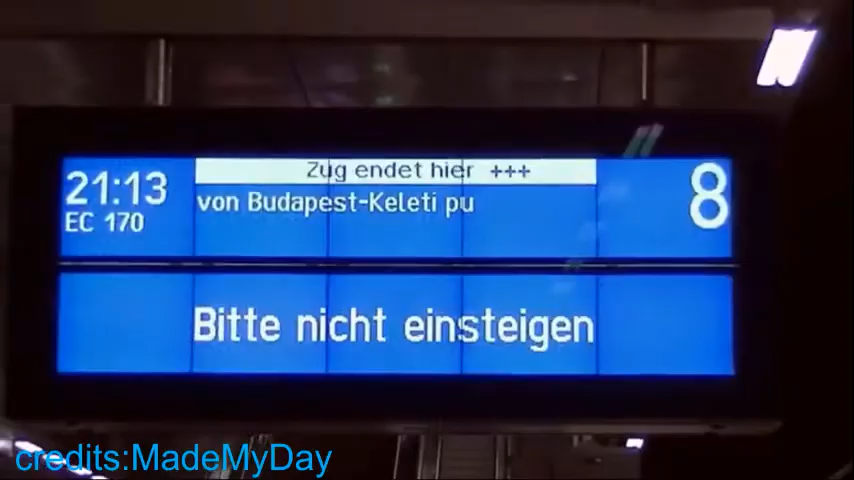 Zug endet hier +++
21:13
EC 170
von Budapest-Keleti pu
8
Bitte nicht einsteigen
credits:MadeMyDay